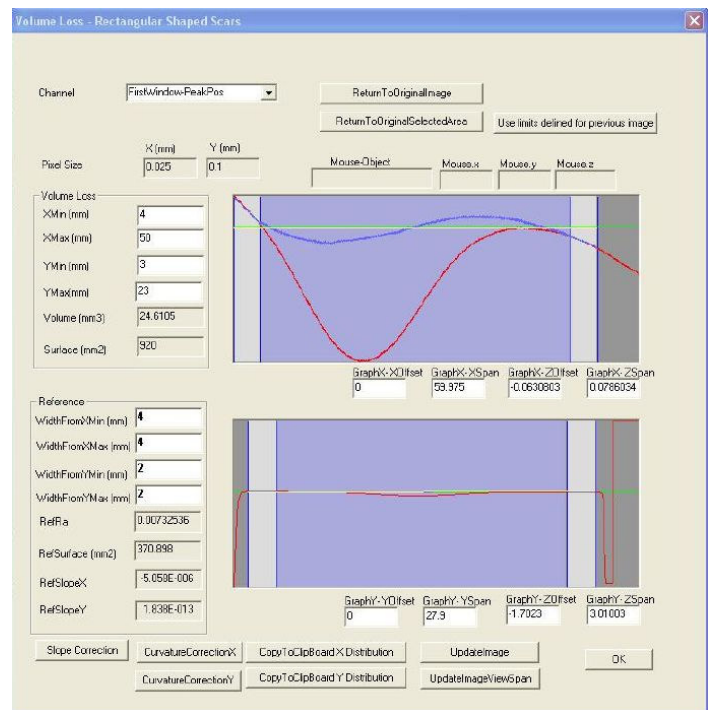 Volume Loss - Rectangular Shaped Scars
Channel FirstWindow-PeakPos ReturnToOriginalImage
ReturnToOriginalSelectedArea Use limits defined for previous image
X (mm) Y (mm)
Pixel Size 0.025 0.1 Mouse-Object Mouse.x Mouse.y Mouse.z
Volume Loss
XMin (mm) 4
XMax (mm) 50
YMin (mm) 3
YMax(mm) 23
Volume (mm3) 24.6105
Surface (mm2) 920
GraphX-XOffset GraphX-XSpan GraphX-ZOffset GraphX-ZSpan
0 59.975 -0.0630803 0.0786034
Reference
WidthFromXMin (mm) 4
WidthFromXMax (mm) 4
WidthFromYMin (mm) 2
WidthFromYMax (mm) 2
RefRa 0.00732536
RefSurface (mm2) 370.898
RefSlopeX -5.058E-006
RefSlopeY 1.838E-013
GraphY-YOffset GraphY-YSpan GraphY-ZOffset GraphY-ZSpan
0 27.9 -1.7023 3.01003
Slope Correction CurvatureCorrectionX CopyToClipBoard X Distribution UpdateImage OK
CurvatureCorrectionY CopyToClipBoard Y Distribution UpdateImageViewSpan